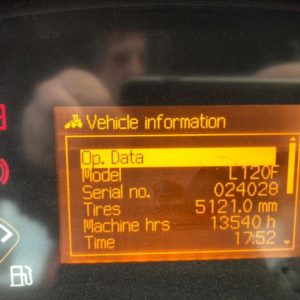 Vehicle information
Op. Data
Model L120F
Serial no. 024028
Tires 5121.0 mm
Machine hrs 13540 h
Time 17:52